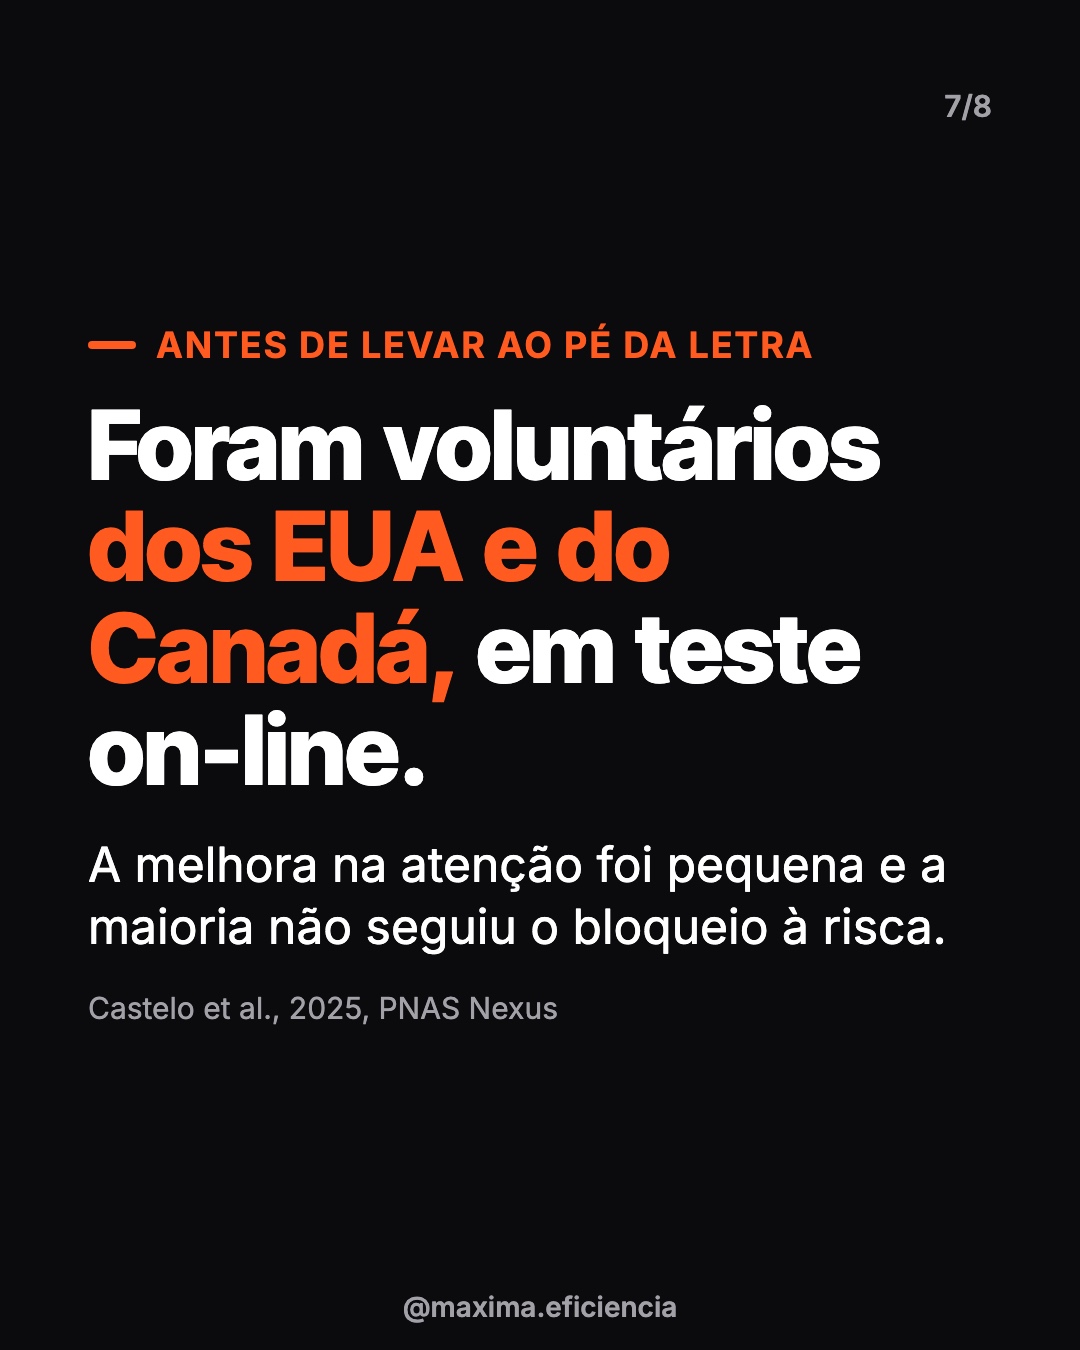 7/8
ANTES DE LEVAR AO PÉ DA LETRA
Foram voluntários
dos EUA e do
Canadá, em teste
on-line.
A melhora na atenção foi pequena e a
maioria não seguiu o bloqueio à risca.
Castelo et al., 2025, PNAS Nexus
@maxima.eficiencia